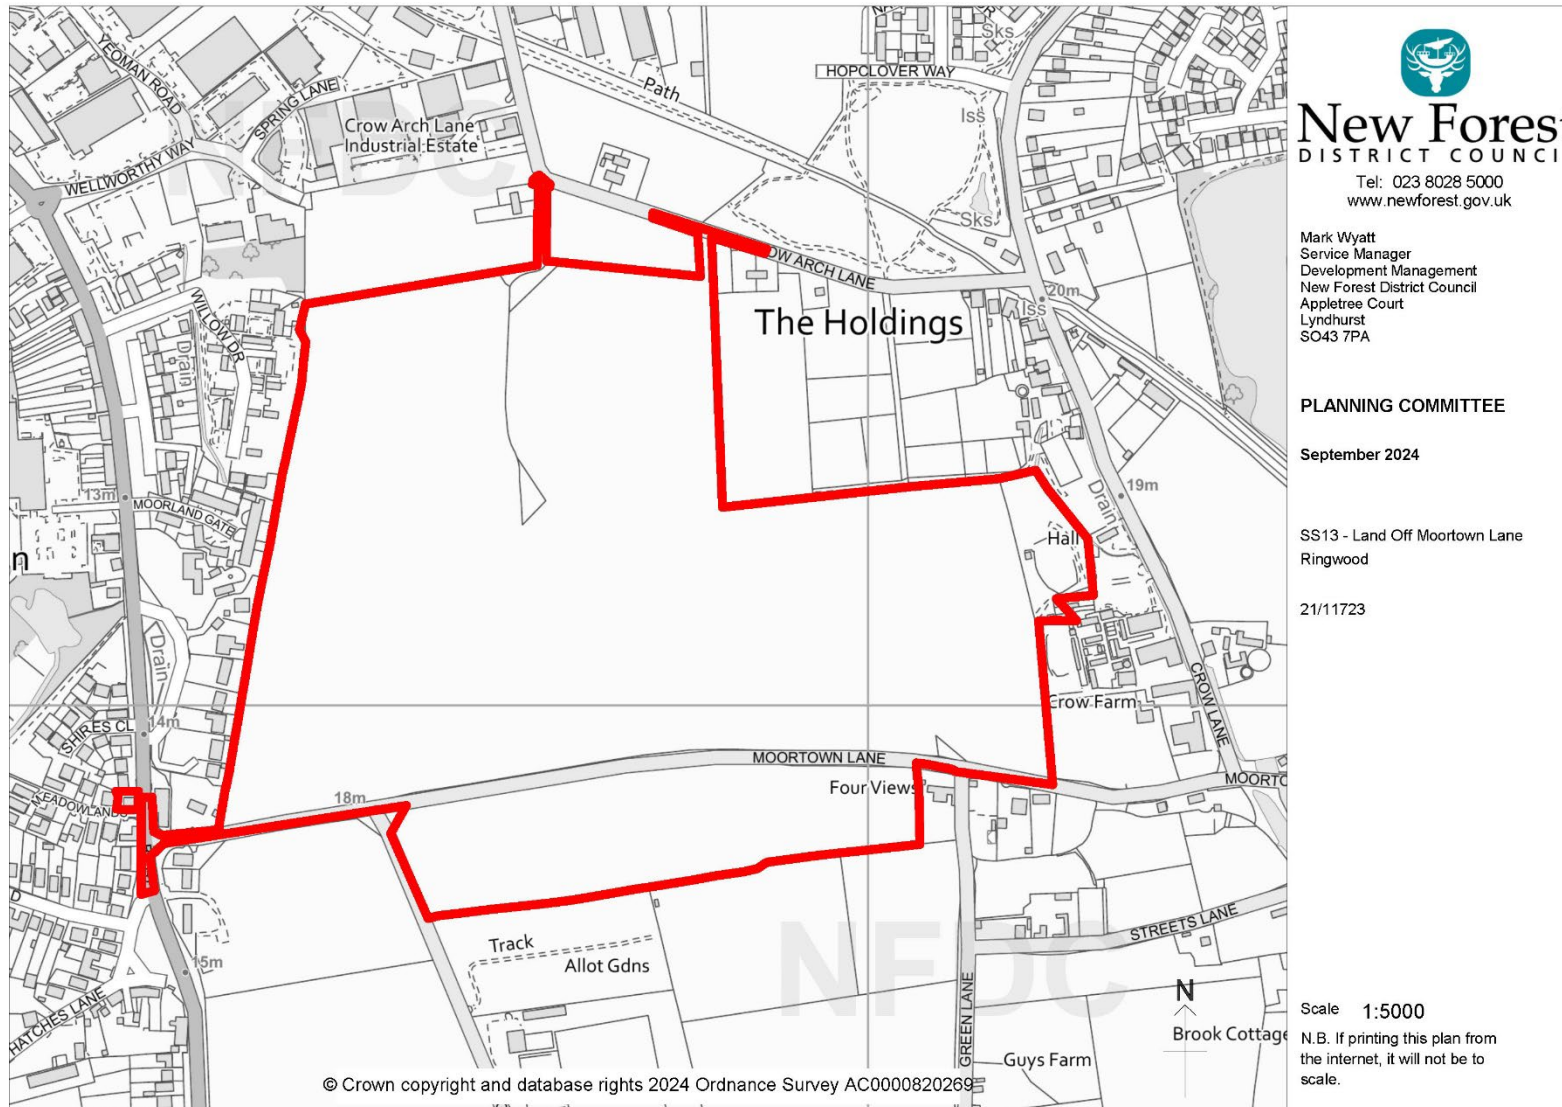 YEOMAN ROAD
SPRING LANE
WELLWORTHY WAY
Crow Arch Lane
Industrial Estate
Path
Sks
HOPCLOVER WAY
Iss
Sks
OW ARCH LANE
20m
Iss
The Holdings
WILLOW DR
Drain
13m
MOORLAND GATE
n
Drain
19m
Drain
Hall
CROW LANE
Crow Farm
SHIRES CL
14m
MEADOWLANDS
MOORTOWN LANE
MOORTO
Four Views
18m
D
15m
HATCHES LANE
Track
Allot Gdns
STREETS LANE
GREEN LANE
N
Brook Cottage
Guys Farm
NFDC
NFDC
© Crown copyright and database rights 2024 Ordnance Survey AC0000820269
New Fores
DISTRICT COUNCI
Tel: 023 8028 5000
www.newforest.gov.uk
Mark Wyatt
Service Manager
Development Management
New Forest District Council
Appletree Court
Lyndhurst
SO43 7PA
PLANNING COMMITTEE
September 2024
SS13 - Land Off Moortown Lane
Ringwood
21/11723
Scale 1:5000
N.B. If printing this plan from
the internet, it will not be to
scale.